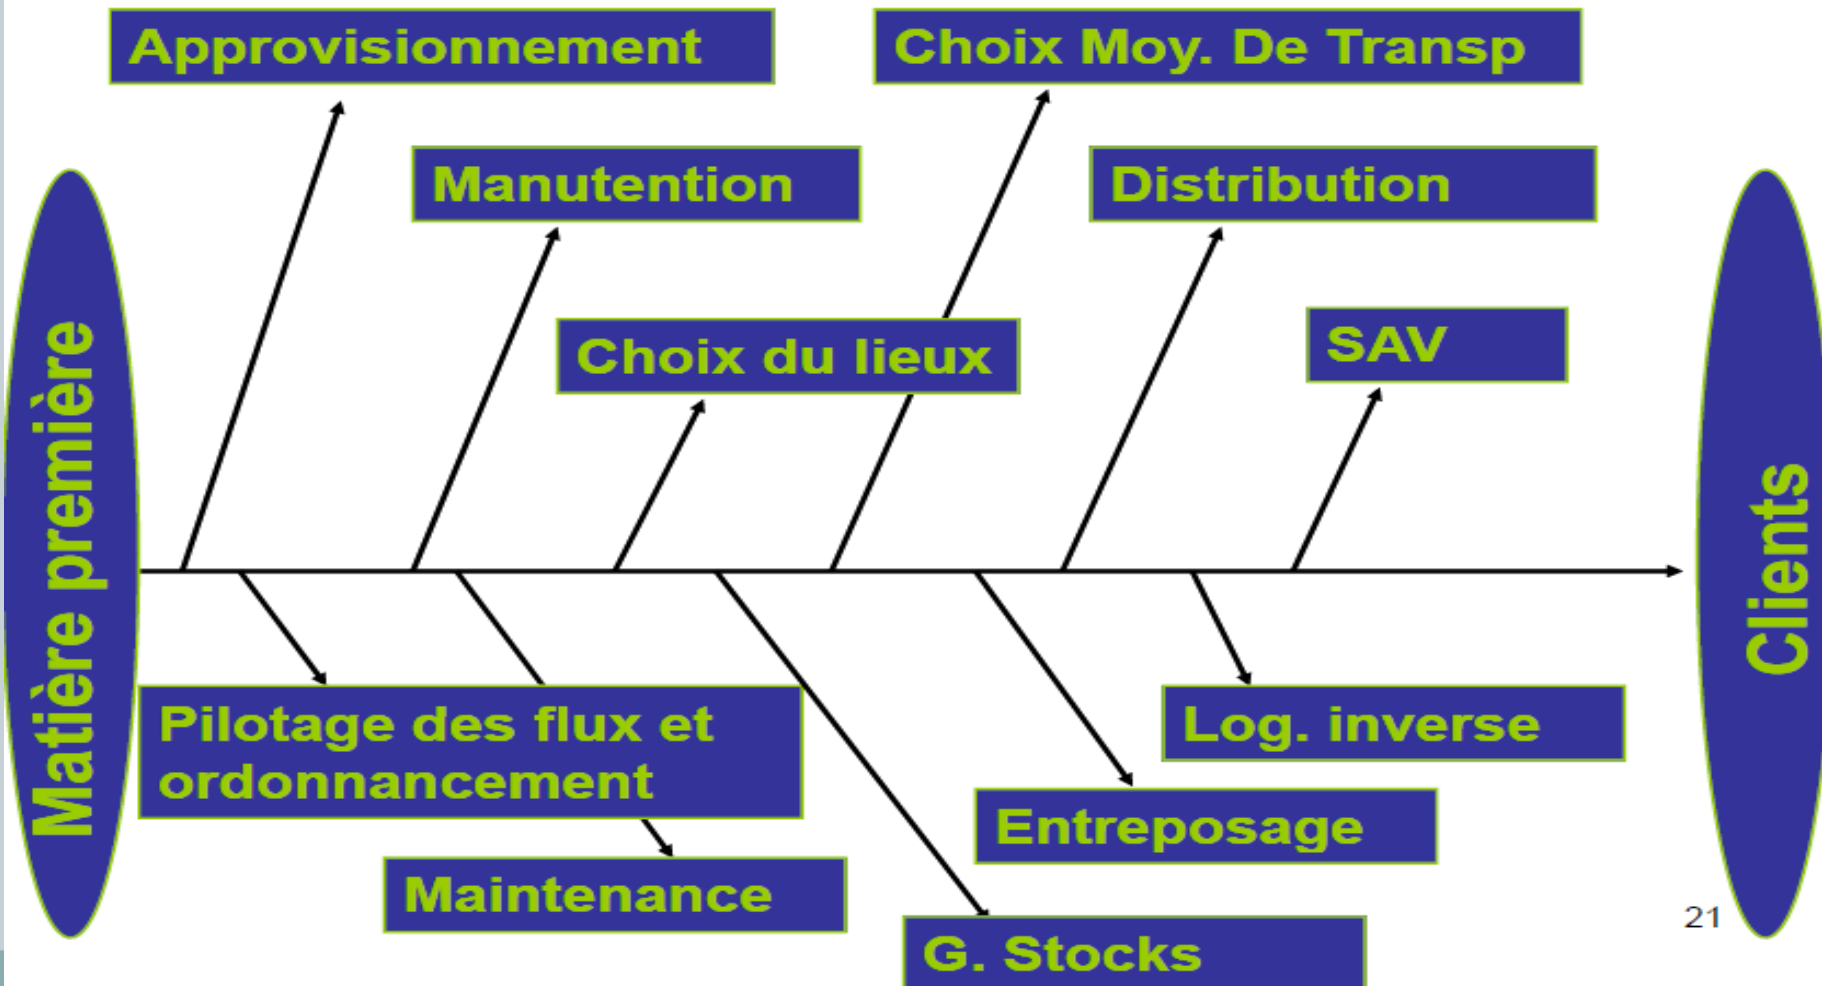 Approvisionnement
Choix Moy. De Transp
Manutention
Distribution
Choix du lieux
SAV
Matière première
Clients
Pilotage des flux et
ordonnancement
Log. inverse
Entreposage
Maintenance
G. Stocks
21